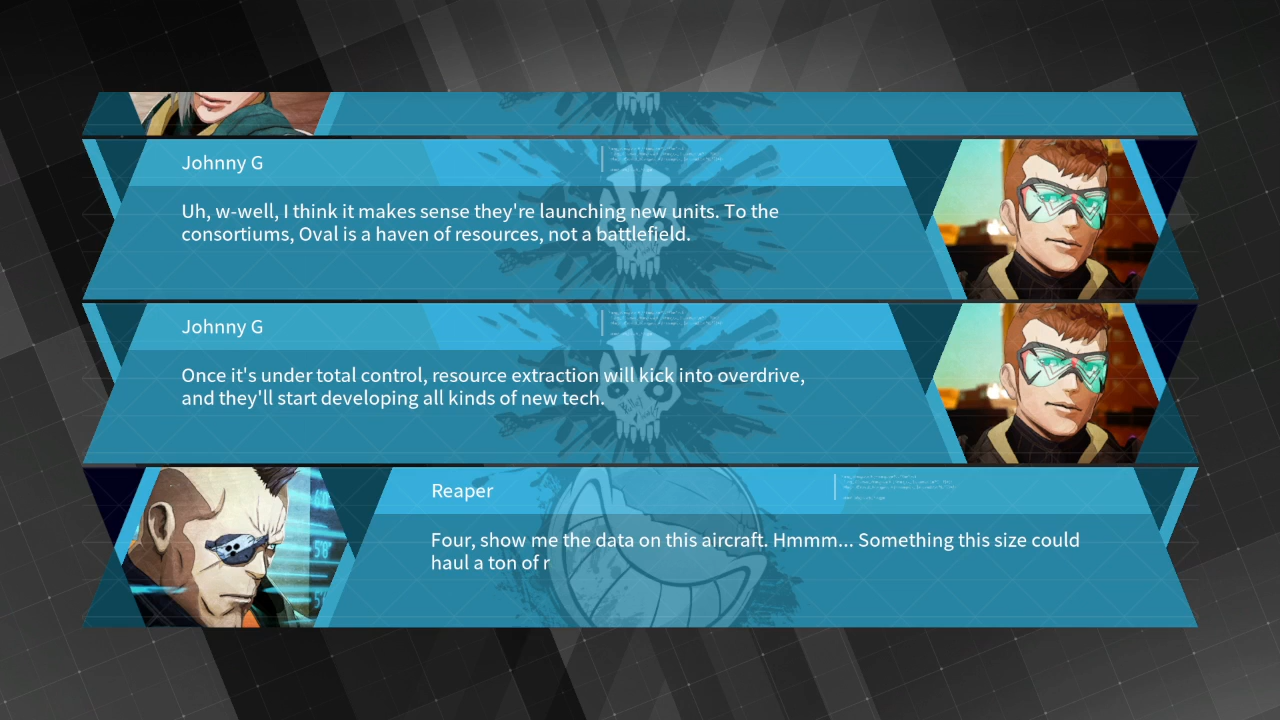 Johnny G
Uh, w-well, I think it makes sense they're launching new units. To the
consortiums, Oval is a haven of resources, not a battlefield.
Johnny G
Once it's under total control, resource extraction will kick into overdrive,
and they'll start developing all kinds of new tech.
Reaper
Four, show me the data on this aircraft. Hmmm... Something this size could
haul a ton of r